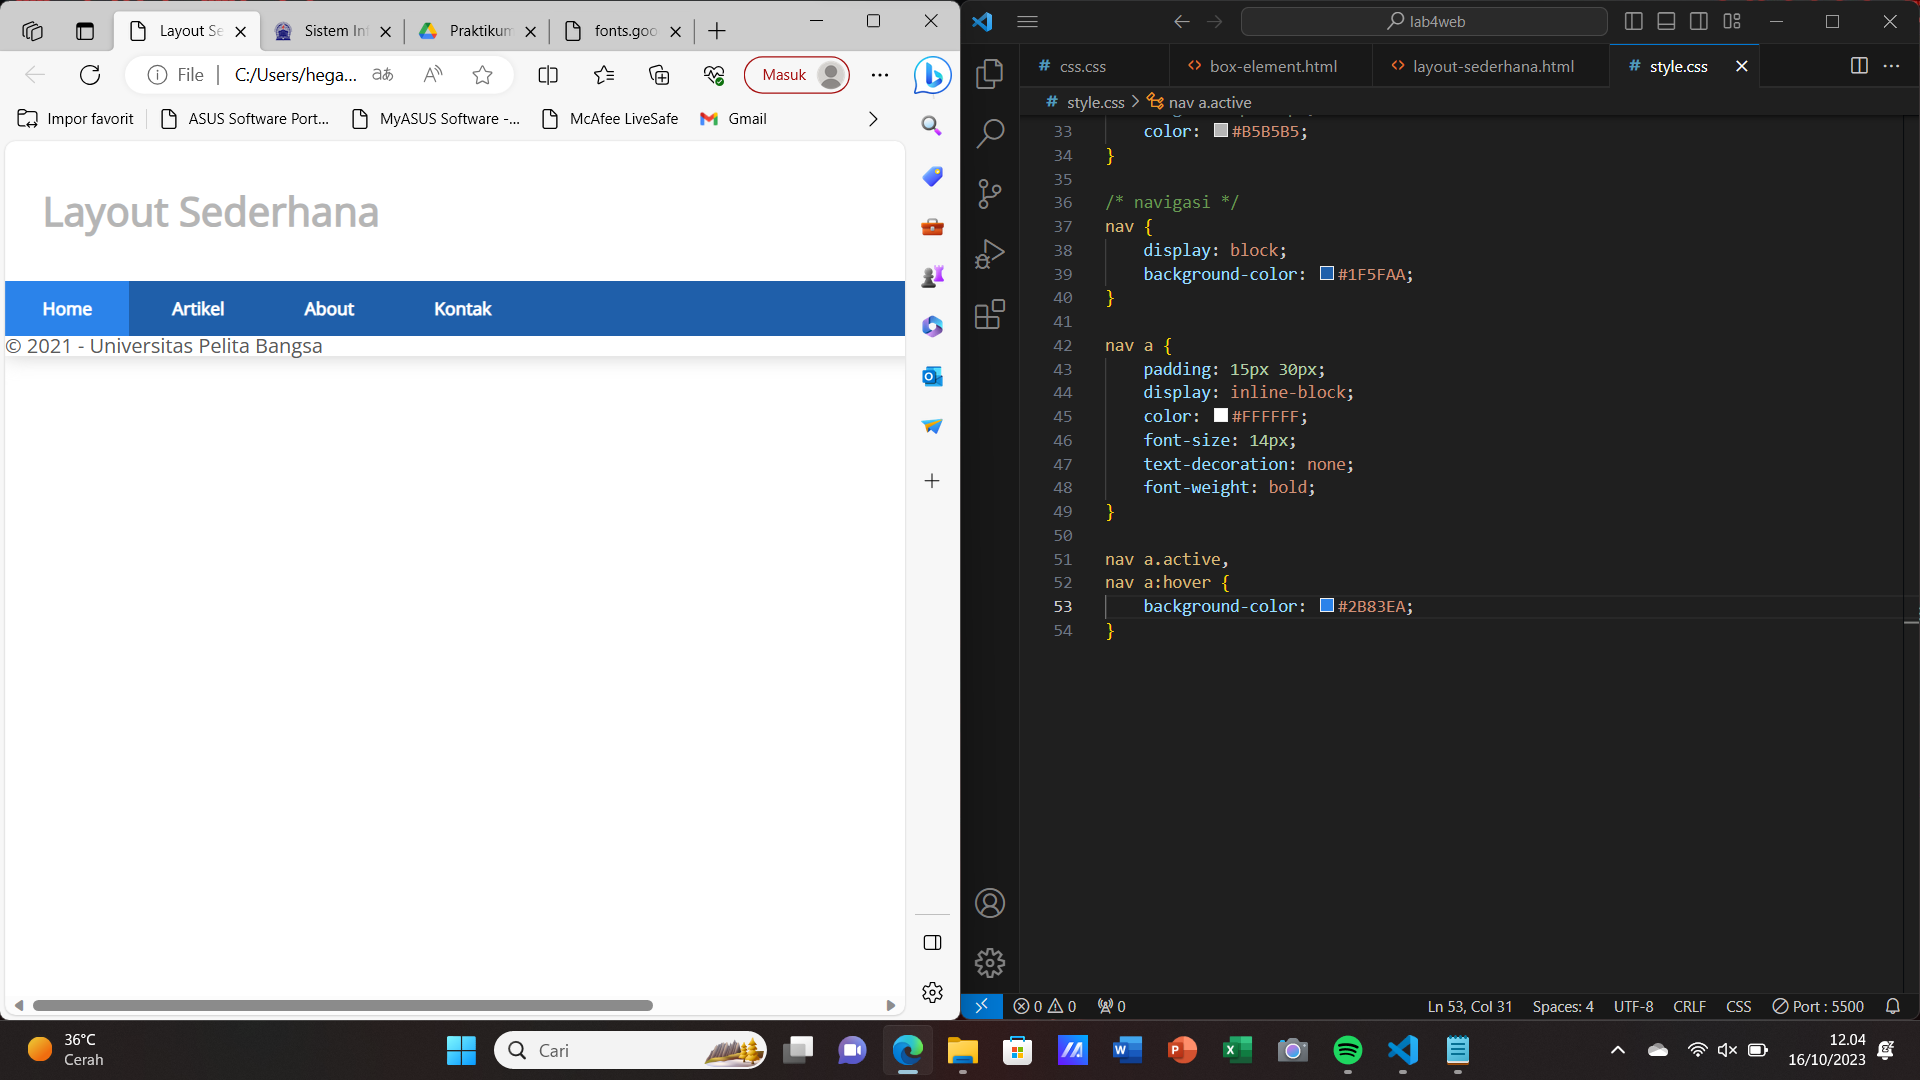 Layout Se
Sistem Int
Praktikum
fonts.goo
File
C:/Users/hega...
Masuk
Impor favorit
ASUS Software Port...
MyASUS Software -...
McAfee LiveSafe
Gmail
Layout Sederhana
Home
Artikel
About
Kontak
© 2021 - Universitas Pelita Bangsa
lab4web
# css.css
<> box-element.html
<> layout-sederhana.html
# style.css
# style.css > nav a.active
33 color: #B5B5B5;
34 }
35
36 /* navigasi */
37 nav {
38 display: block;
39 background-color: #1F5FAA;
40 }
41
42 nav a {
43 padding: 15px 30px;
44 display: inline-block;
45 color: #FFFFFF;
46 font-size: 14px;
47 text-decoration: none;
48 font-weight: bold;
49 }
50
51 nav a.active,
52 nav a:hover {
53 background-color: #2B83EA;
54 }
0 0 0
Ln 53, Col 31
Spaces: 4
UTF-8
CRLF
CSS
Port : 5500
36°C
Cerah
Cari
12.04
16/10/2023